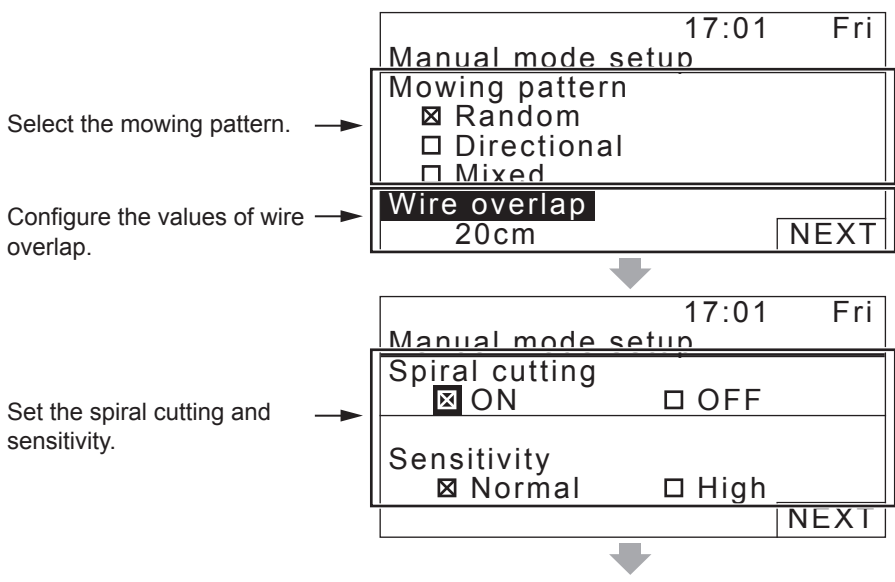 17:01 Fri
Manual mode setup
Select the mowing pattern.
Mowing pattern
☒ Random
☐ Directional
☐ Mixed
Configure the values of wire
overlap.
Wire overlap
20cm
NEXT
17:01 Fri
Manual mode setup
Set the spiral cutting and
sensitivity.
Spiral cutting
☒ ON ☐ OFF
Sensitivity
☒ Normal ☐ High
NEXT